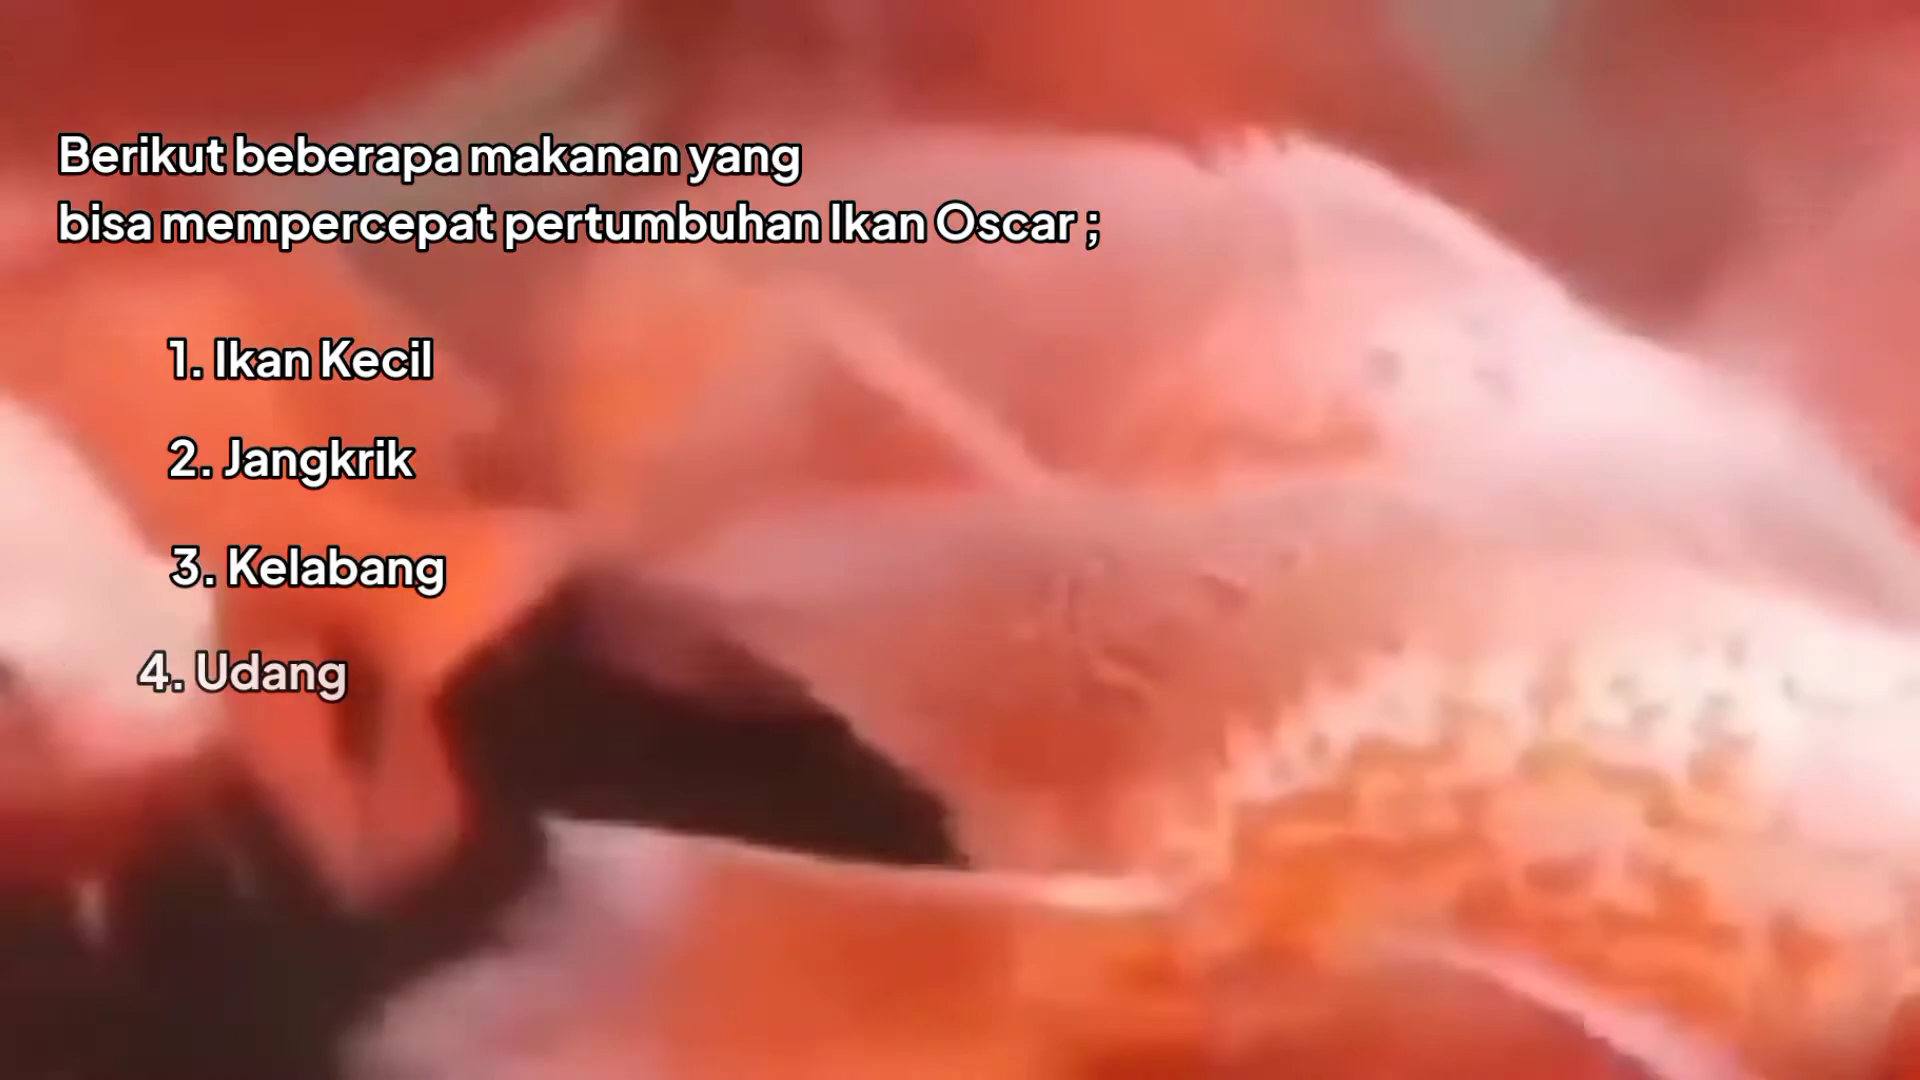 Berikut beberapa makanan yang
bisa mempercepat pertumbuhan Ikan Oscar ;
1. Ikan Kecil
2. Jangkrik
3. Kelabang
4. Udang